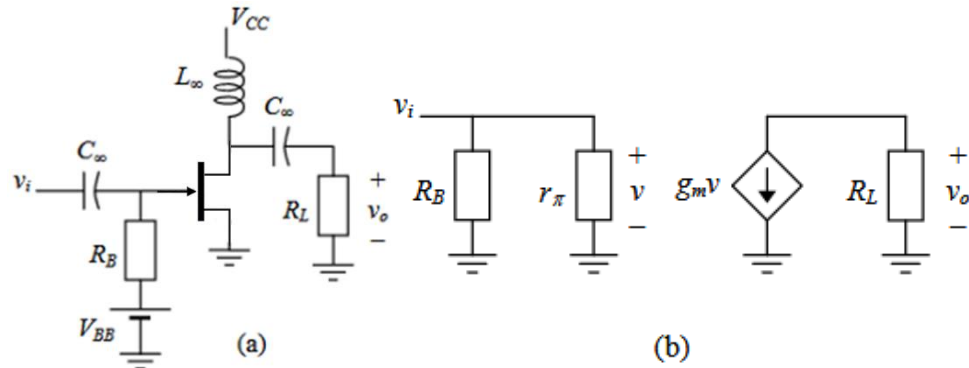 V_CC
L_∞
C_∞
C_∞
v_i
R_L
+
v_o
−
R_B
V_BB
(a)
v_i
R_B
r_π
+
v
−
g_m v
R_L
+
v_o
−
(b)